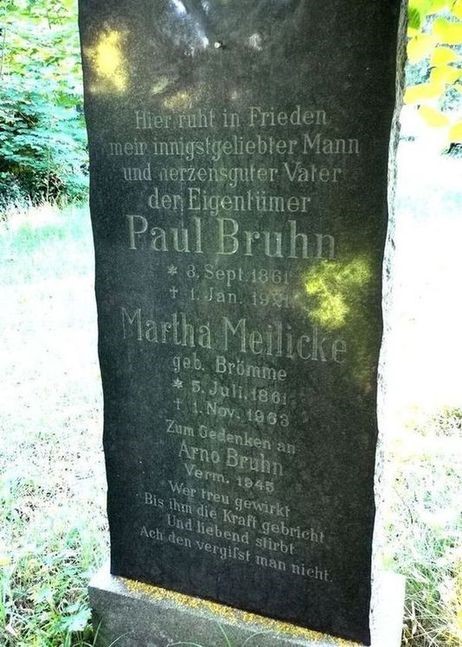 Hier ruht in Frieden
mein innigstgeliebter Mann
und herzensguter Vater
der Eigentümer
Paul Bruhn
* 3. Sept. 1861
† 1. Jan.
Martha Meilicke
geb. Brömme
* 5. Juli. 1861
† 1. Nov. 1963
Zum Gedenken an
Arno Bruhn
Verm. 1945
Wer treu gewirkt
Bis ihm die Kraft gebricht
Und liebend stirbt
Ach den vergißt man nicht.